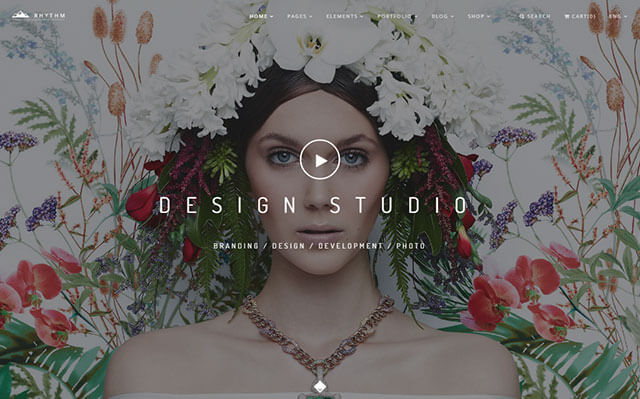 RHYTHM
HOME PAGES ELEMENTS PORTFOLIO BLOG SHOP SEARCH CART(0) ENG
DESIGN STUDIO
BRANDING / DESIGN / DEVELOPMENT / PHOTO